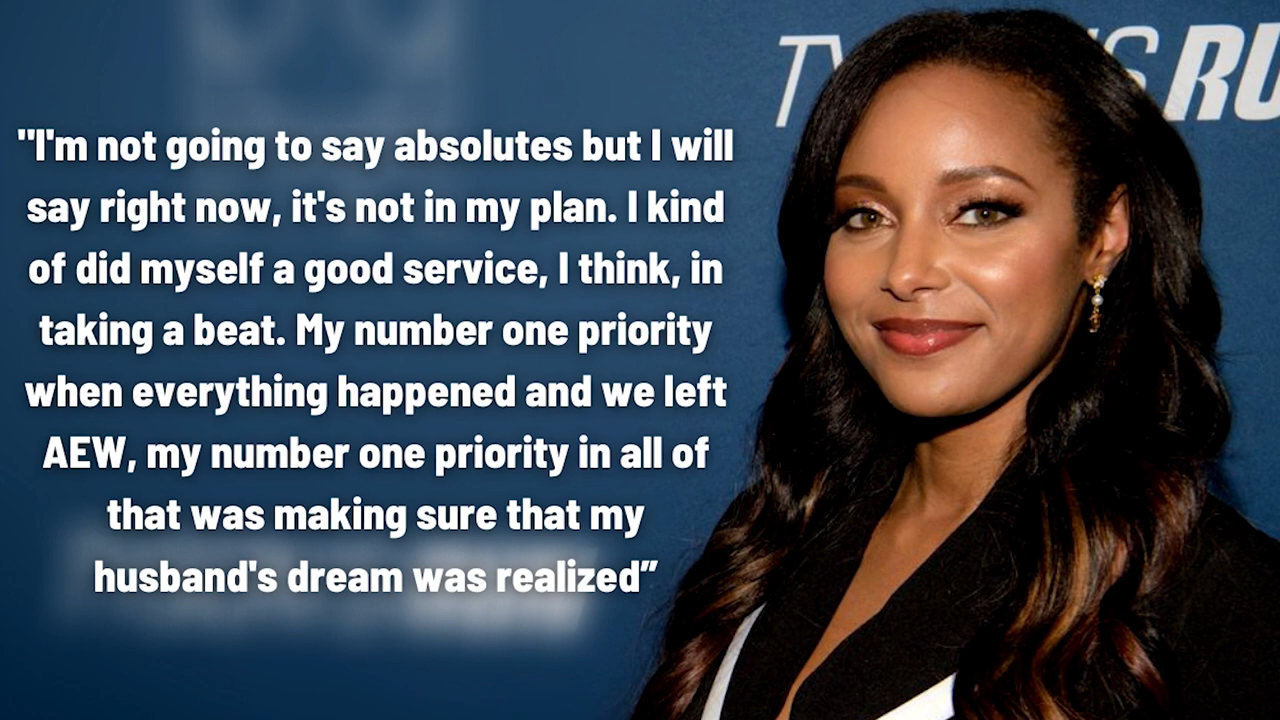 "I'm not going to say absolutes but I will
say right now, it's not in my plan. I kind
of did myself a good service, I think, in
taking a beat. My number one priority
when everything happened and we left
AEW, my number one priority in all of
that was making sure that my
husband's dream was realized”